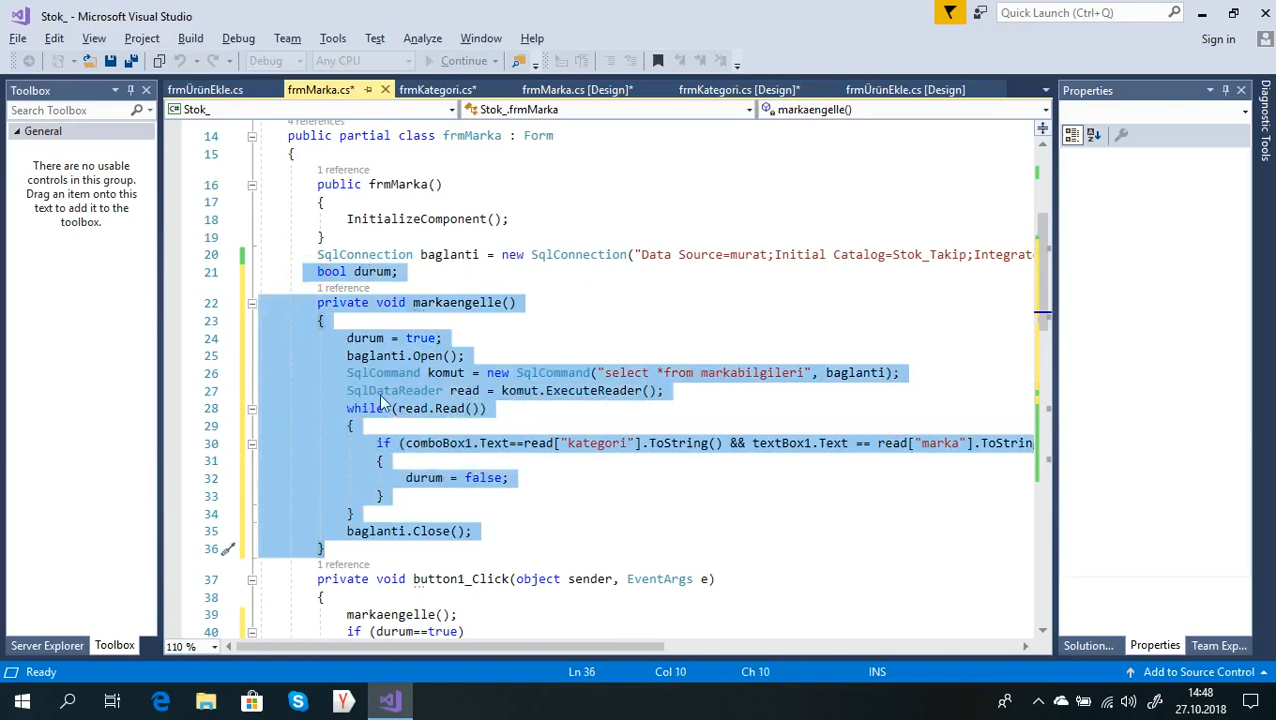 Stok_ - Microsoft Visual Studio
Quick Launch (Ctrl+Q)
File Edit View Project Build Debug Team Tools Test Analyze Window Help
Sign in
Debug Any CPU Continue
Toolbox
frmÜrünEkle.cs frmMarka.cs* frmKategori.cs* frmMarka.cs [Design]* frmKategori.cs [Design]* frmÜrünEkle.cs [Design]
Properties
Search Toolbox
Stok_ Stok_.frmMarka markaengelle()
General
There are no usable
controls in this group.
Drag an item onto this
text to add it to the
toolbox.
4 references
14 public partial class frmMarka : Form
15 {
1 reference
16 public frmMarka()
17 {
18 InitializeComponent();
19 }
20 SqlConnection baglanti = new SqlConnection("Data Source=murat;Initial Catalog=Stok_Takip;Integrat
21 bool durum;
1 reference
22 private void markaengelle()
23 {
24 durum = true;
25 baglanti.Open();
26 SqlCommand komut = new SqlCommand("select *from markabilgileri", baglanti);
27 SqlDataReader read = komut.ExecuteReader();
28 while (read.Read())
29 {
30 if (comboBox1.Text==read["kategori"].ToString() && textBox1.Text == read["marka"].ToStrin
31 {
32 durum = false;
33 }
34 }
35 baglanti.Close();
36 }
1 reference
37 private void button1_Click(object sender, EventArgs e)
38 {
39 markaengelle();
40 if (durum==true)
Diagnostic Tools
110 %
Server Explorer Toolbox
Solution... Properties Team Exp...
Ready Ln 36 Col 10 Ch 10 INS Add to Source Control
14:48
27.10.2018